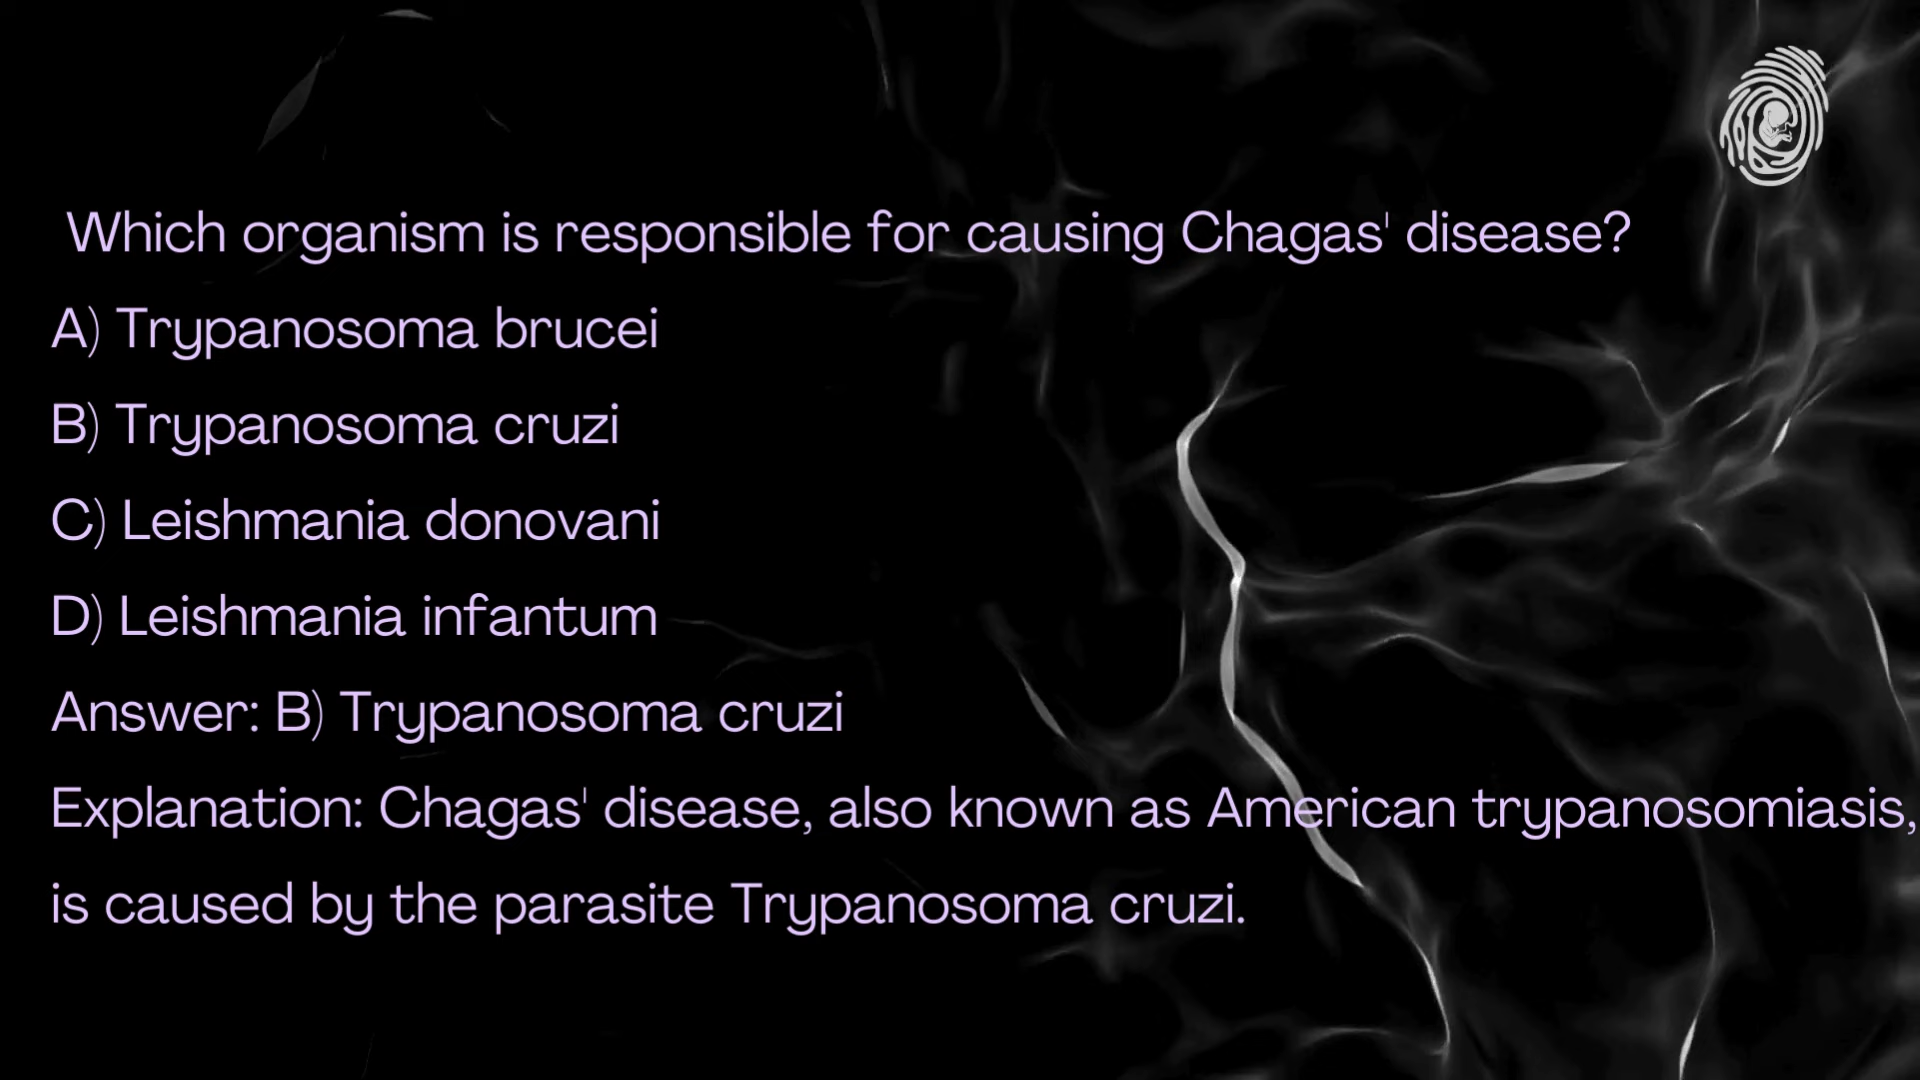 Which organism is responsible for causing Chagas' disease?
A) Trypanosoma brucei
B) Trypanosoma cruzi
C) Leishmania donovani
D) Leishmania infantum
Answer: B) Trypanosoma cruzi
Explanation: Chagas' disease, also known as American trypanosomiasis,
is caused by the parasite Trypanosoma cruzi.